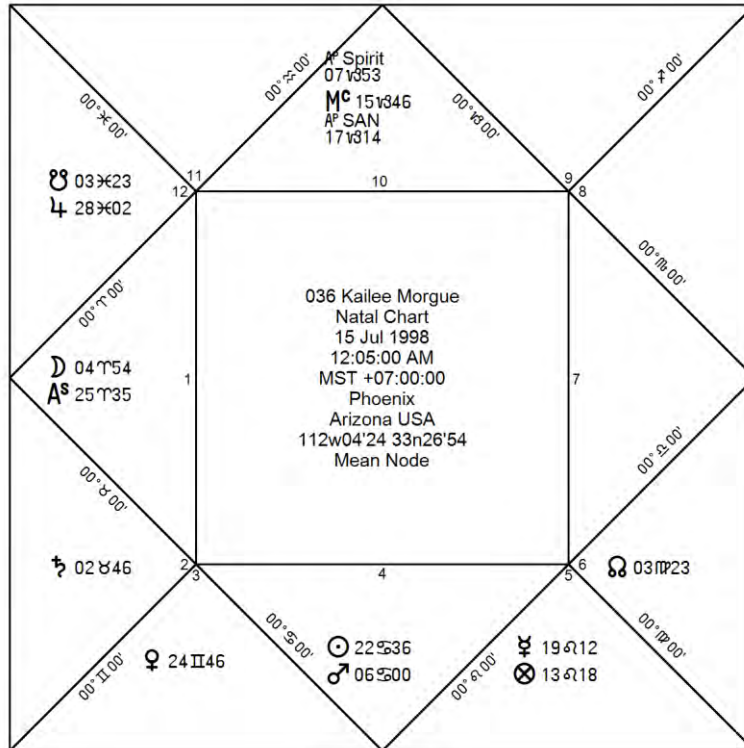 00°♒00'
Aᴾ Spirit
07♑53
Mᶜ 15♑46
Aᴾ SAN
17♑14
00°♑00'
00°♐00'
00°♓00'
☋ 03♓23
♃ 28♓02
11
12
10
9
8
00°♏00'
036 Kailee Morgue
Natal Chart
15 Jul 1998
12:05:00 AM
MST +07:00:00
Phoenix
Arizona USA
112w04'24 33n26'54
Mean Node
00°♈00'
☽ 04♈54
Aˢ 25♈35
1
7
00°♉00'
00°♎00'
♄ 02♉46
2
3
4
5
6
☊ 03♍23
00°♊00'
♀ 24♊46
00°♋00'
☉ 22♋36
♂ 06♋00
00°♌00'
☿ 19♌12
⊗ 13♌18
00°♍00'